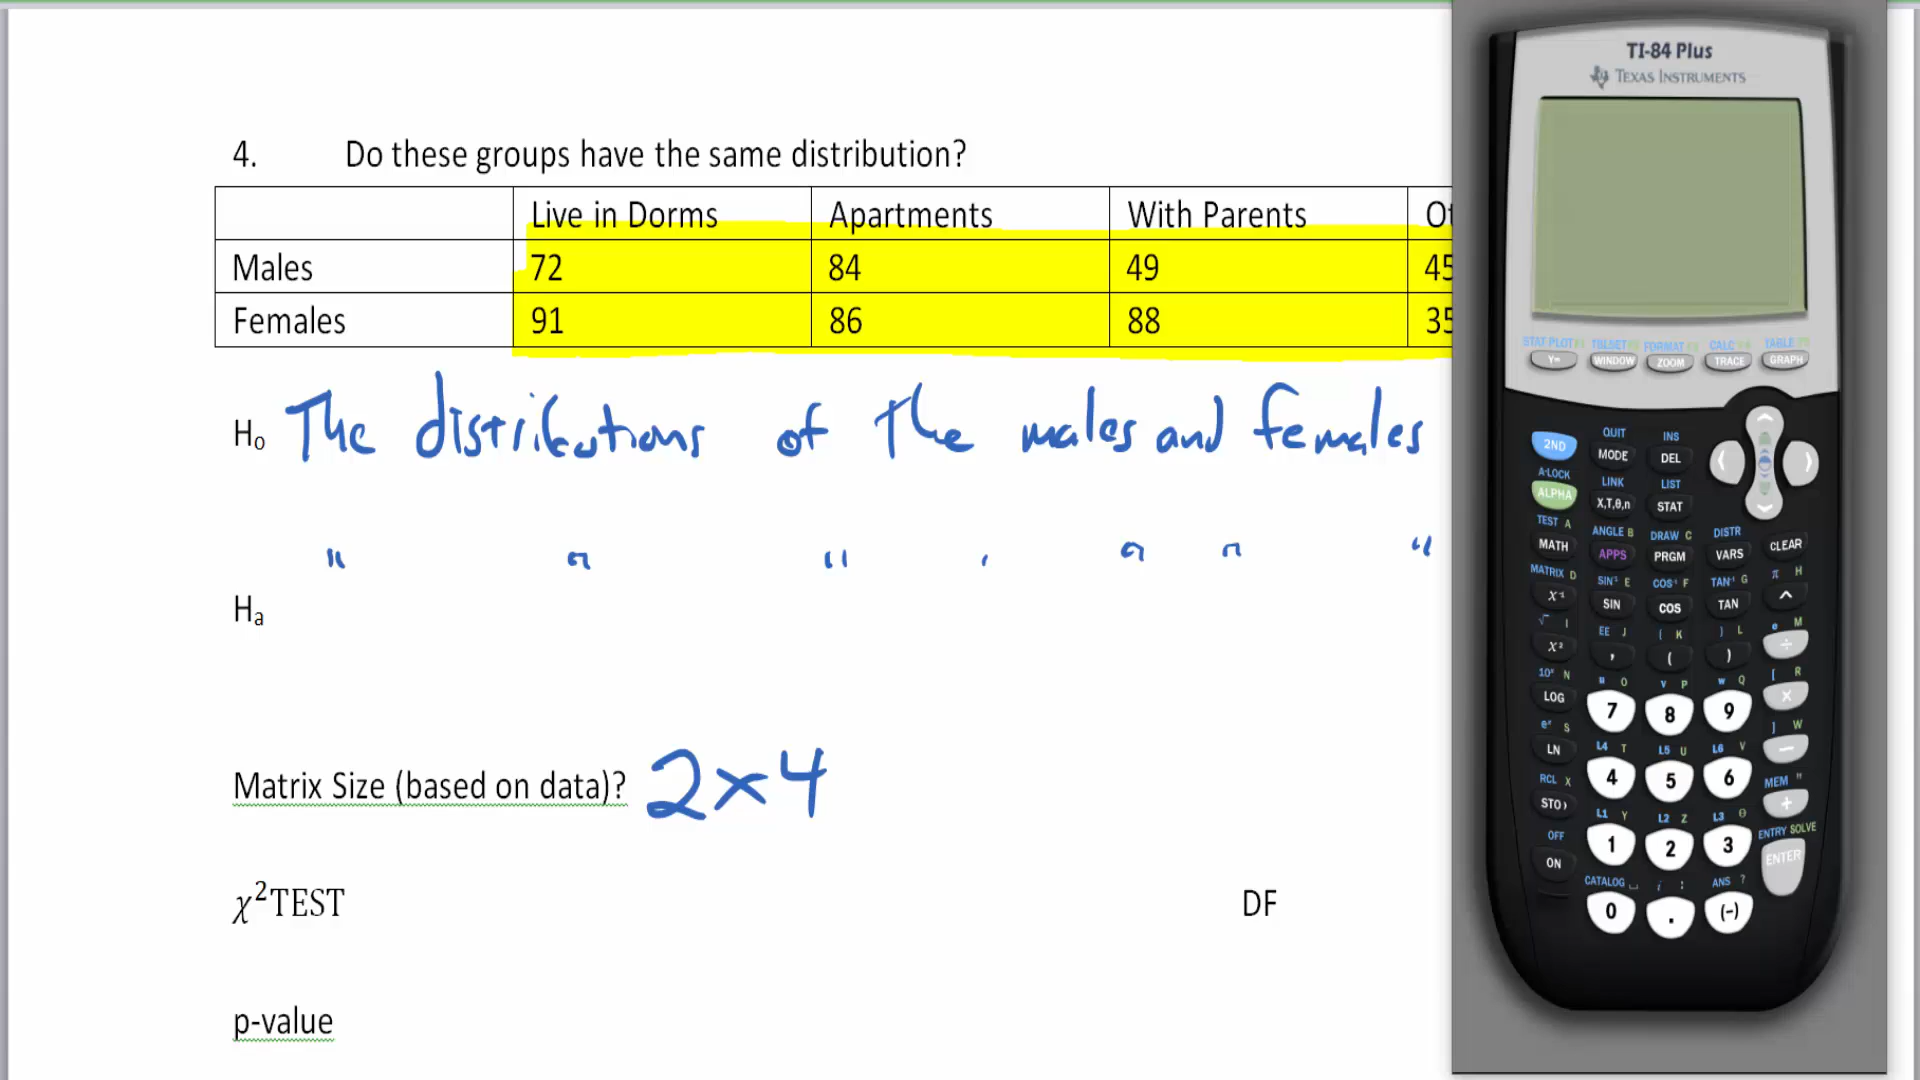 4. Do these groups have the same distribution?
Live in Dorms Apartments With Parents
Males 72 84 49 45
Females 91 86 88 35
H₀ The distributions of the males and females
" " " " " " "
Hₐ
Matrix Size (based on data)? 2x4
χ²TEST DF
p-value
TI-84 Plus
TEXAS INSTRUMENTS
STAT PLOT F1 TBLSET F2 FORMAT F3 CALC F4 TABLE F5
Y= WINDOW ZOOM TRACE GRAPH
QUIT INS
2ND MODE DEL
A-LOCK LINK LIST
ALPHA X,T,θ,n STAT
TEST A ANGLE B DRAW C DISTR
MATH APPS PRGM VARS CLEAR
MATRIX D SIN⁻¹ E COS⁻¹ F TAN⁻¹ G π H
X⁻¹ SIN COS TAN ^
√ I EE J { K } L e M
X² , ( ) ÷
10ˣ N u O v P w Q [ R
LOG 7 8 9 ×
eˣ S L4 T L5 U L6 V ] W
LN 4 5 6 −
RCL X L1 Y L2 Z L3 θ MEM "
STO› 1 2 3 +
OFF CATALOG ⎵ i : ANS ? ENTRY SOLVE
ON 0 . (-) ENTER